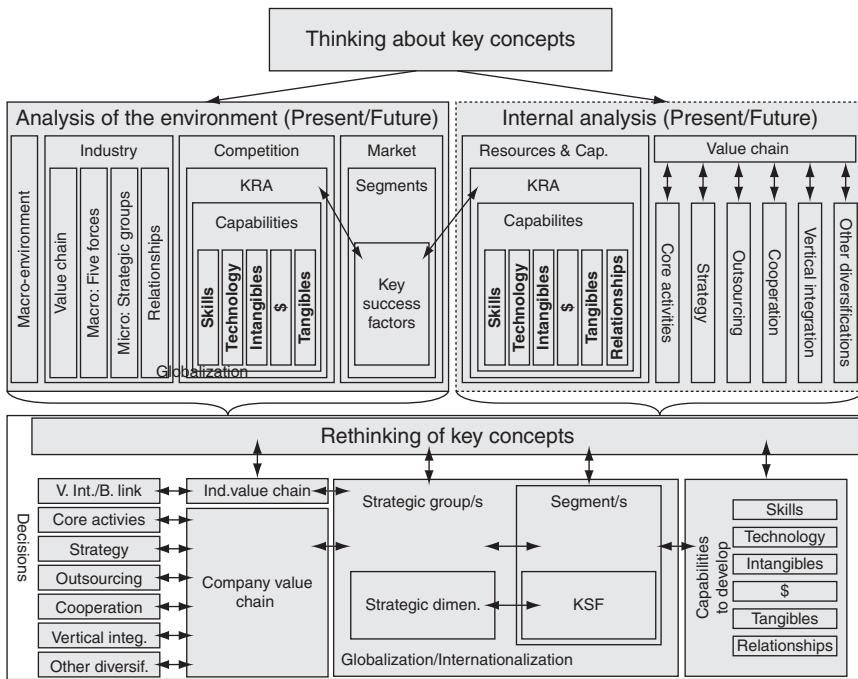 Thinking about key concepts
Analysis of the environment (Present/Future)
Macro-environment
Industry
Value chain
Macro: Five forces
Micro: Strategic groups
Relationships
Competition
KRA
Capabilities
Skills
Technology
Intangibles
$
Tangibles
Globalization
Market
Segments
Key
success
factors
Internal analysis (Present/Future)
Resources & Cap.
KRA
Capabilites
Skills
Technology
Intangibles
$
Tangibles
Relationships
Value chain
Core activities
Strategy
Outsourcing
Cooperation
Vertical integration
Other diversifications
Rethinking of key concepts
Decisions
V. Int./B. link
Core activies
Strategy
Outsourcing
Cooperation
Vertical integ.
Other diversif.
Ind.value chain
Company value
chain
Strategic group/s
Strategic dimen.
Segment/s
KSF
Globalization/Internationalization
Capabilities
to develop
Skills
Technology
Intangibles
$
Tangibles
Relationships